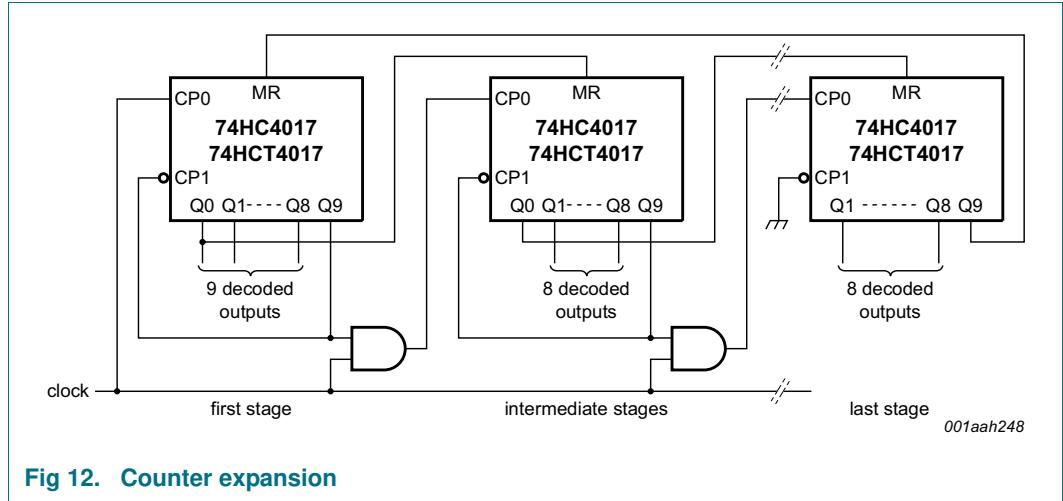 MR MR MR
CP0 CP0 CP0
74HC4017 74HC4017 74HC4017
74HCT4017 74HCT4017 74HCT4017
CP1 CP1 CP1
Q0 Q1 - - - - Q8 Q9 Q0 Q1 - - - - Q8 Q9 Q1 - - - - - - Q8 Q9
9 decoded 8 decoded 8 decoded
outputs outputs outputs
clock
first stage intermediate stages last stage
001aah248
Fig 12. Counter expansion